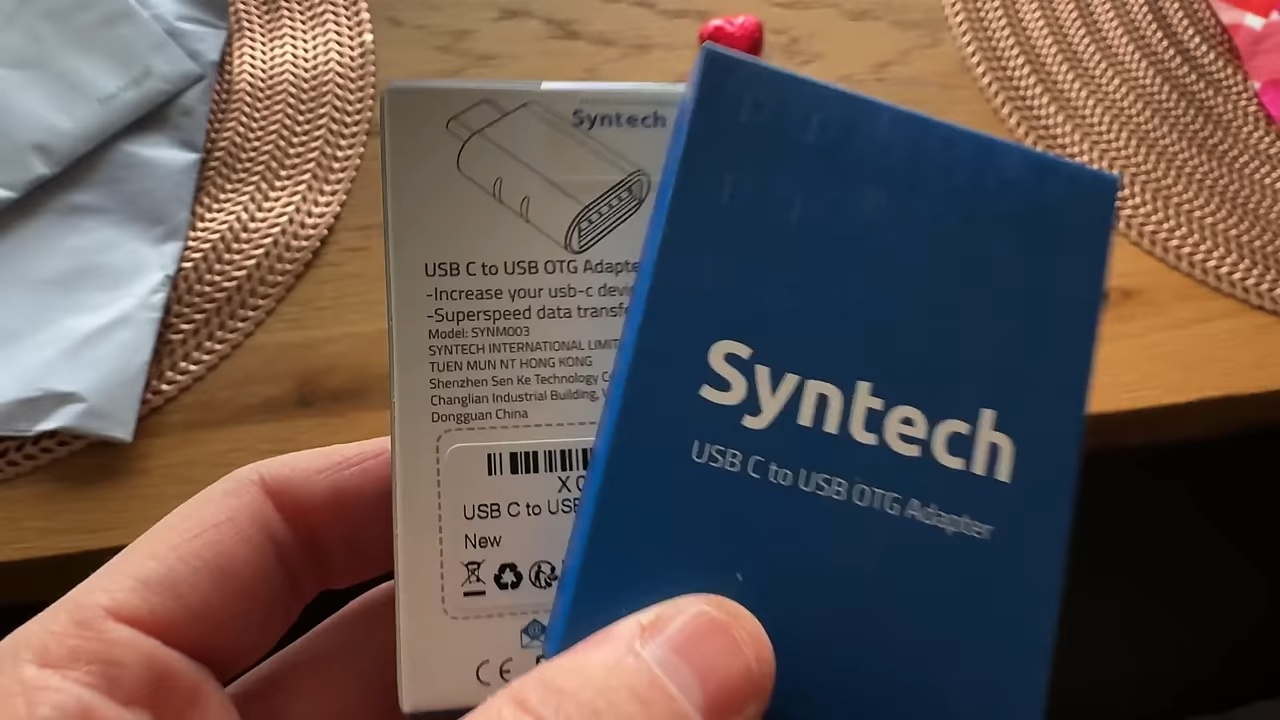 Syntech
USB C to USB OTG Adapte
-Increase your usb-c devi
-Superspeed data transf
Model: SYNM003
SYNTECH INTERNATIONAL LIMIT
TUEN MUN NT HONG KONG
Shenzhen Sen Ke Technology C
Changlian Industrial Building,
Dongguan China
X0
USB C to USB
New
CE
Syntech
USB C to USB OTG Adapter